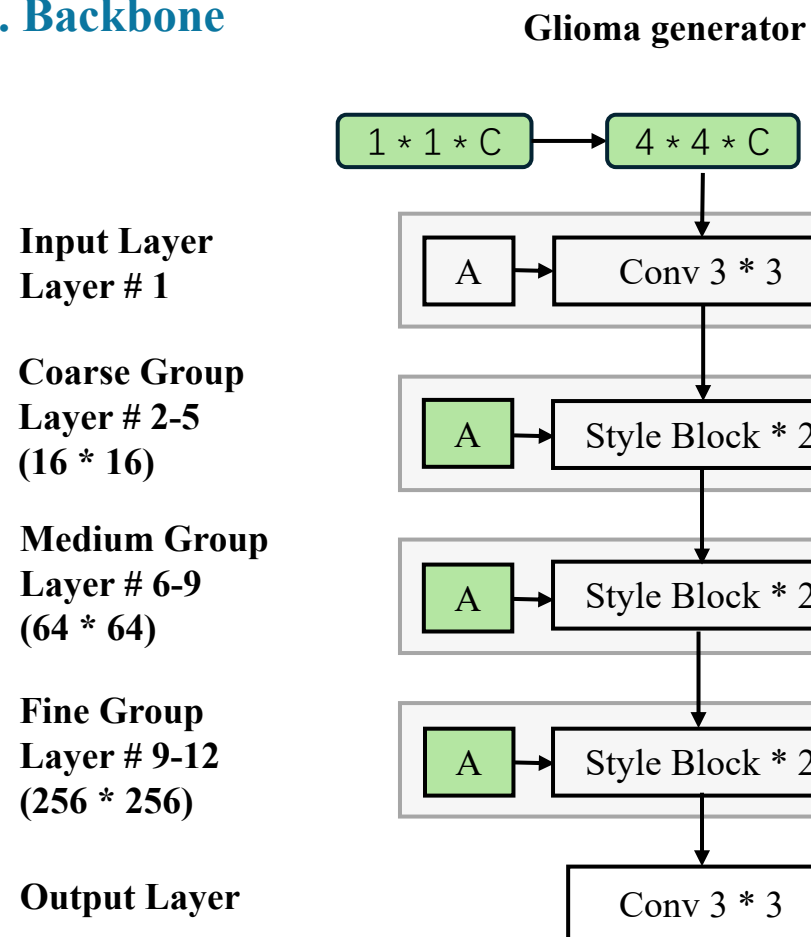 . Backbone
Glioma generator
1 * 1 * C
4 * 4 * C
Input Layer
Layer # 1
A
Conv 3 * 3
Coarse Group
Layer # 2-5
(16 * 16)
A
Style Block * 2
Medium Group
Layer # 6-9
(64 * 64)
A
Style Block * 2
Fine Group
Layer # 9-12
(256 * 256)
A
Style Block * 2
Output Layer
Conv 3 * 3